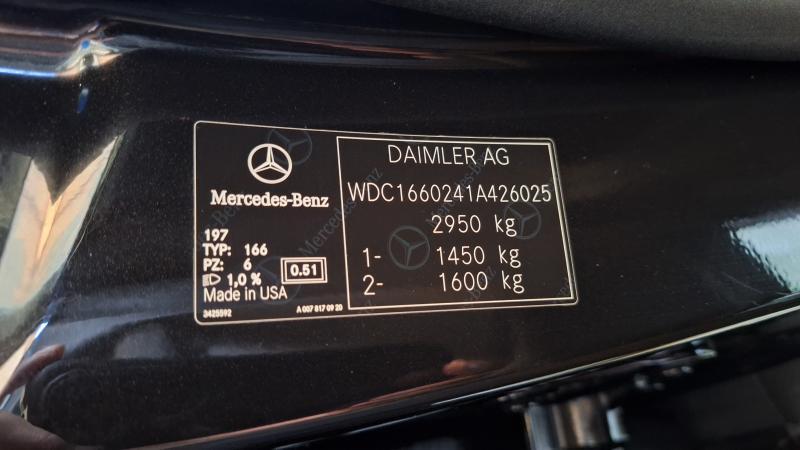 Mercedes-Benz
197
TYP: 166
PZ: 6
1,0 %
0.51
Made in USA
3425592
A 007 817 09 20
DAIMLER AG
WDC1660241A426025
2950 kg
1- 1450 kg
2- 1600 kg